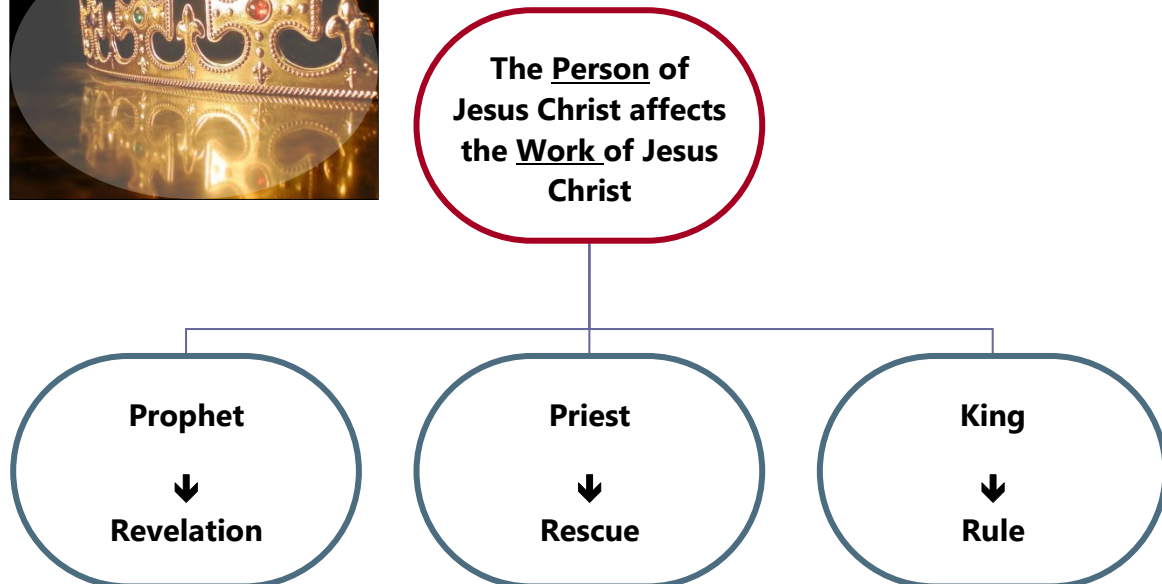 The Person of
Jesus Christ affects
the Work of Jesus
Christ
Prophet
🡻
Revelation
Priest
🡻
Rescue
King
🡻
Rule